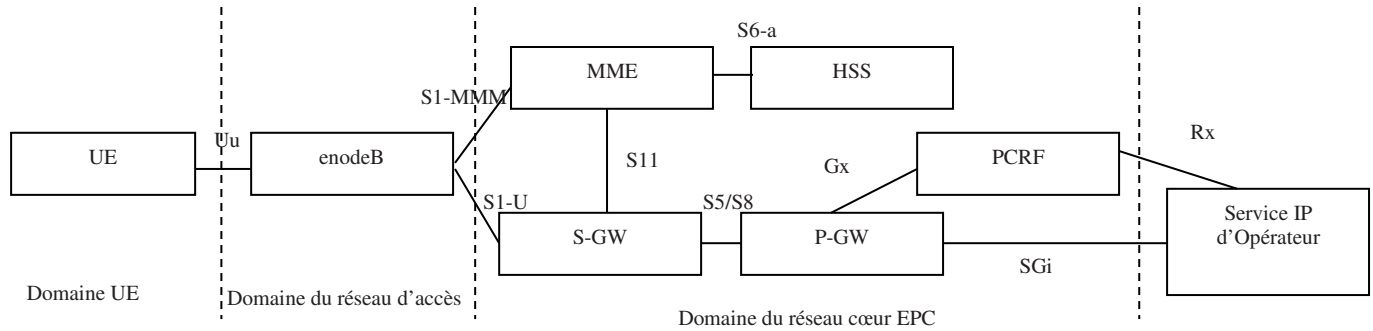 S6-a
MME
HSS
S1-MMM
Uu
Rx
UE
enodeB
S11
Gx
PCRF
S1-U
S5/S8
S-GW
P-GW
Service IP
d’Opérateur
SGi
Domaine UE
Domaine du réseau d’accès
Domaine du réseau cœur EPC